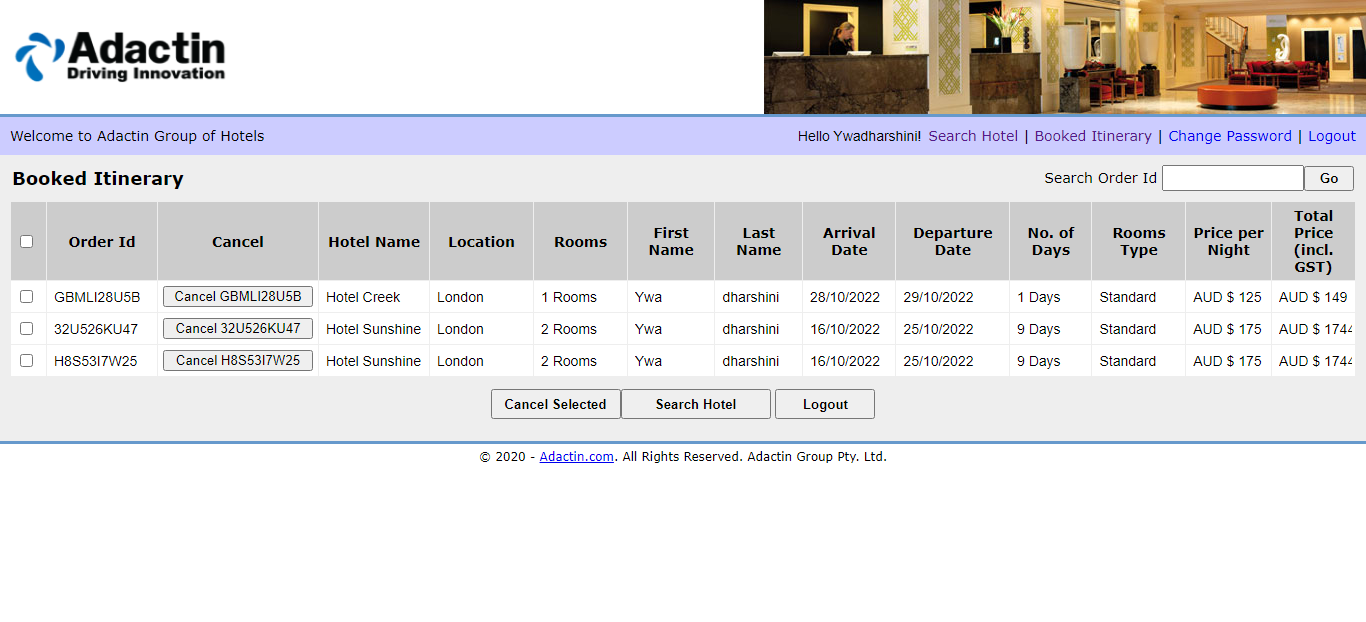 Adactin
Driving Innovation
Welcome to Adactin Group of Hotels
Hello Ywadharshini! Search Hotel | Booked Itinerary | Change Password | Logout
Booked Itinerary
Search Order Id Go
Order Id Cancel Hotel Name Location Rooms First Name Last Name Arrival Date Departure Date No. of Days Rooms Type Price per Night Total Price (incl. GST)
GBMLI28U5B Cancel GBMLI28U5B Hotel Creek London 1 Rooms Ywa dharshini 28/10/2022 29/10/2022 1 Days Standard AUD $ 125 AUD $ 149
32U526KU47 Cancel 32U526KU47 Hotel Sunshine London 2 Rooms Ywa dharshini 16/10/2022 25/10/2022 9 Days Standard AUD $ 175 AUD $ 1744
H8S53I7W25 Cancel H8S53I7W25 Hotel Sunshine London 2 Rooms Ywa dharshini 16/10/2022 25/10/2022 9 Days Standard AUD $ 175 AUD $ 1744
Cancel Selected Search Hotel Logout
© 2020 - Adactin.com. All Rights Reserved. Adactin Group Pty. Ltd.